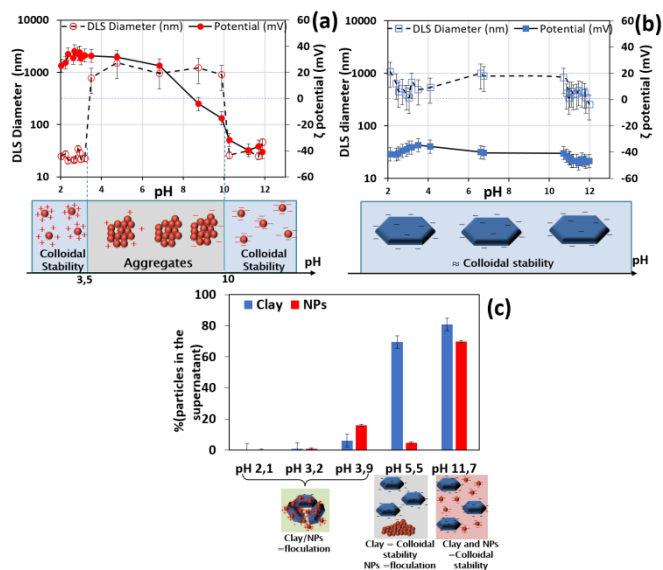 DLS Diameter (nm) Potential (mV)
(a)
10000
1000
100
10
DLS Diameter (nm)
60
40
20
0
-20
-40
-60
ζ potential (mV)
2 4 6 8 10 12
pH
Colloidal
Stability
Aggregates
Colloidal
Stability
3,5
10
pH
DLS Diameter (nm) Potential (mV)
(b)
10000
1000
100
10
DLS Diameter (nm)
60
40
20
0
-20
-40
-60
ζ potential (mV)
2 4 6 8 10 12
pH
≈ Colloidal stability
pH
(c)
Clay NPs
100
80
60
40
20
0
%(particles in the
supernatant)
pH 2,1 pH 3,2 pH 3,9 pH 5,5 pH 11,7
Clay/NPs
=floculation
Clay = Colloidal
stability
NPs =floculation
Clay and NPs
=Colloidal
stability